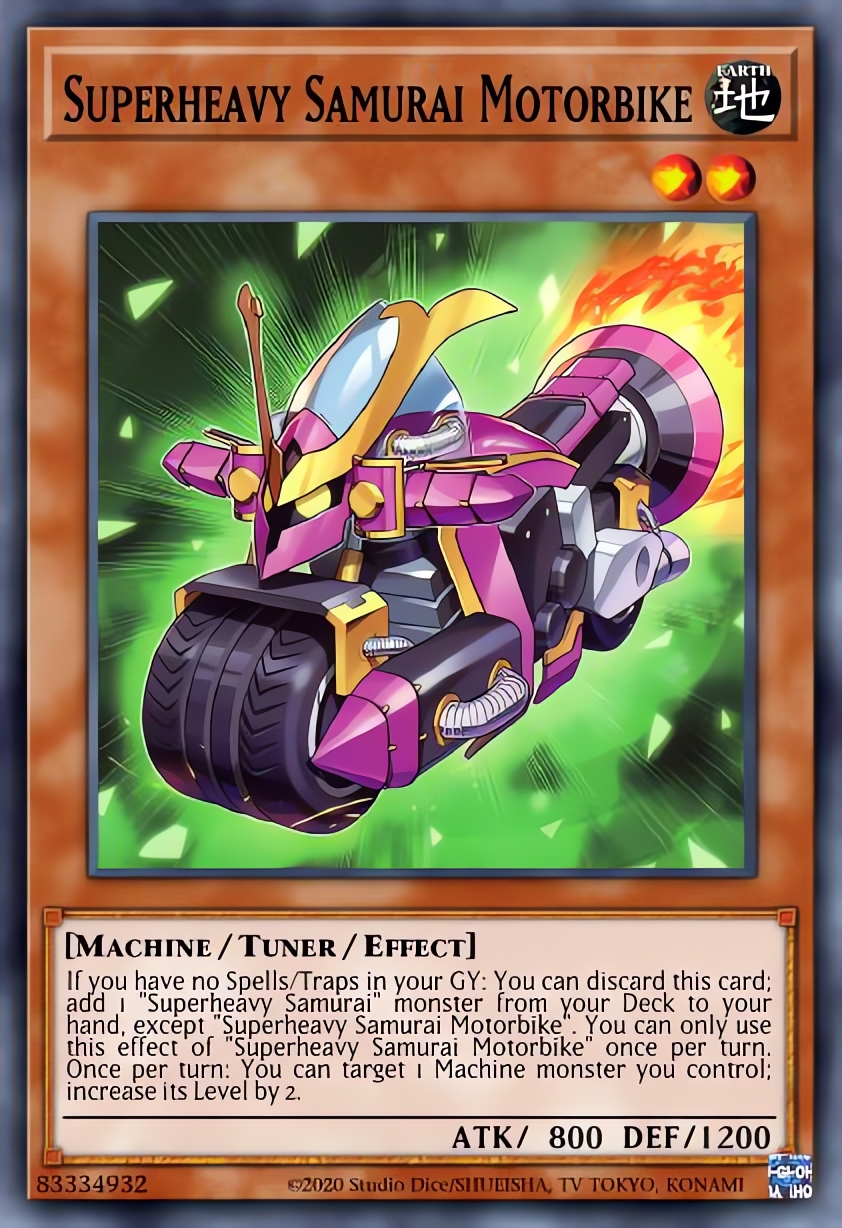 Superheavy Samurai Motorbike
EARTH
地
[Machine/Tuner/Effect]
If you have no Spells/Traps in your GY: You can discard this card;
add 1 "Superheavy Samurai" monster from your Deck to your
hand, except "Superheavy Samurai Motorbike". You can only use
this effect of "Superheavy Samurai Motorbike" once per turn.
Once per turn: You can target 1 Machine monster you control;
increase its Level by 2.
ATK/ 800 DEF/1200
83334932
©2020 Studio Dice/SHUEISHA, TV TOKYO, KONAMI